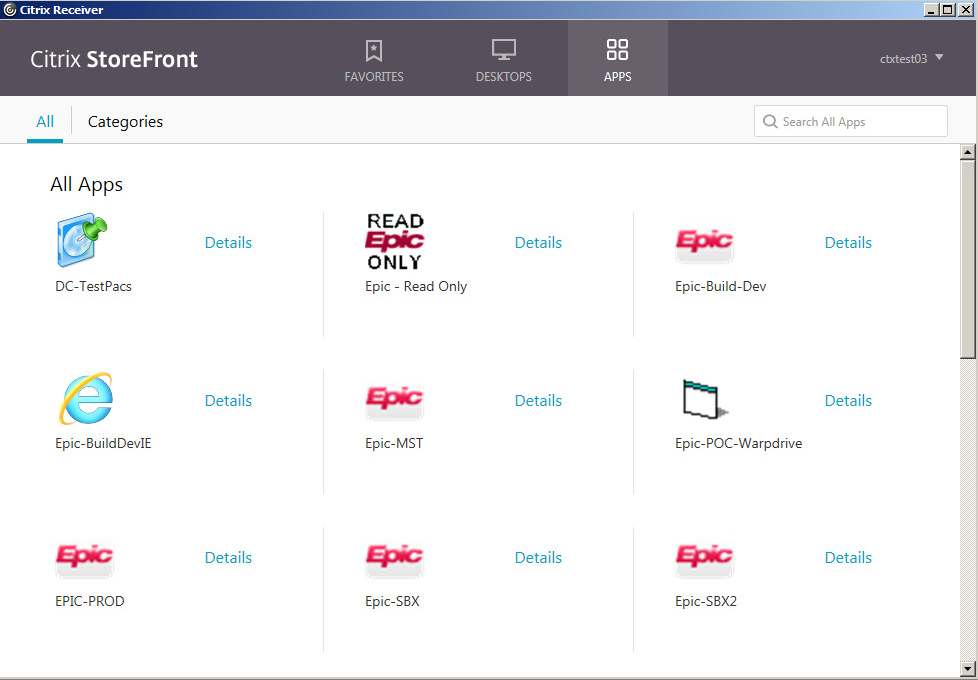 Citrix Receiver
Citrix StoreFront
FAVORITES
DESKTOPS
APPS
ctxtest03
All
Categories
Search All Apps
All Apps
READ
Epic
ONLY
Epic
Details
Details
Details
DC-TestPacs
Epic - Read Only
Epic-Build-Dev
Epic
Details
Details
Details
Epic-BuildDevIE
Epic-MST
Epic-POC-Warpdrive
Epic
Epic
Epic
Details
Details
Details
EPIC-PROD
Epic-SBX
Epic-SBX2